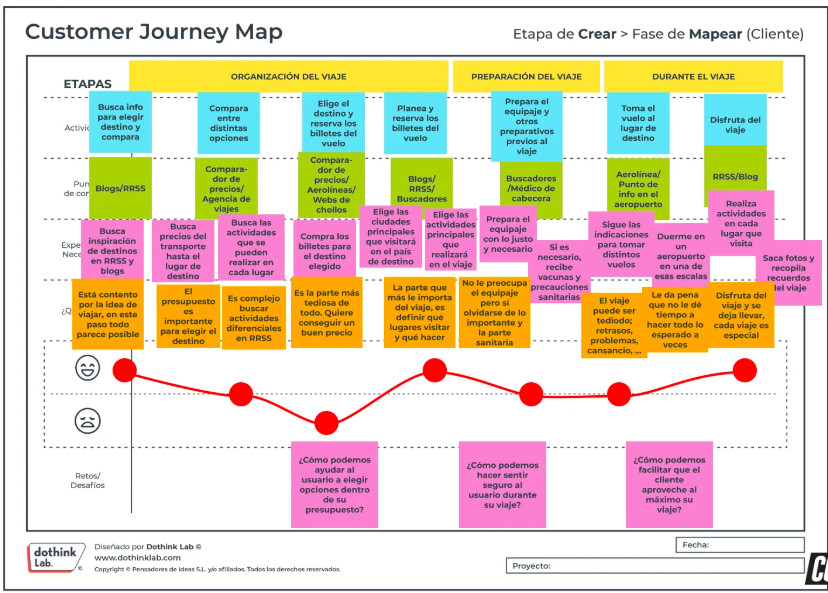 Customer Journey Map
Etapa de Crear > Fase de Mapear (Cliente)
ETAPAS
ORGANIZACIÓN DEL VIAJE
PREPARACIÓN DEL VIAJE
DURANTE EL VIAJE
Busca info
para elegir
destino y
compara
Compara
entre
distintas
opciones
Elige el
destino y
reserva los
billetes del
vuelo
Planea y
reserva los
billetes del
vuelo
Prepara el
equipaje y
otros
preparativos
previos al
viaje
Toma el
vuelo al
lugar de
destino
Disfruta del
viaje
Blogs/RRSS
Compara-
dor de
precios/
Agencia de
viajes
Compara-
dor de
precios/
Aerolíneas/
Webs de
chollos
Blogs/
RRSS/
Buscadores
Buscadores
/Médico de
cabecera
Aerolínea/
Punto de
info en el
aeropuerto
RRSS/Blog
Busca
inspiración
de destinos
en RRSS y
blogs
Busca
precios del
transporte
hasta el
lugar de
destino
Busca las
actividades
que se
pueden
realizar en
cada lugar
Compra los
billetes para
el destino
elegido
Elige las
ciudades
principales
que visitará
en el país
de destino
Elige las
actividades
principales
que
realizará
en el viaje
Prepara el
equipaje
con lo justo
y necesario
Si es
necesario,
recibe
vacunas y
precauciones
sanitarias
Sigue las
indicaciones
para tomar
distintos
vuelos
Duerme en
un
aeropuerto
en una de
esas escalas
Realiza
actividades
en cada
lugar que
visita
Saca fotos y
recopila
recuerdos
del viaje
Está contento
por la idea de
viajar, en este
paso todo
parece posible
El
presupuesto
es
importante
para elegir el
destino
Es complejo
buscar
actividades
diferenciales
en RRSS
Es la parte más
tediosa de
todo. Quiere
conseguir un
buen precio
La parte que
más le importa
del viaje, es
definir qué
lugares visitar
y qué hacer
No le preocupa
el equipaje
pero sí
olvidarse de lo
importante y
la parte
sanitaria
El viaje
puede ser
tedioso;
retrasos,
problemas,
cansancio, ...
Le da pena
que no le dé
tiempo a
hacer todo lo
esperado a
veces
Disfruta del
viaje y se
deja llevar,
cada viaje es
especial
Retos/
Desafíos
¿Cómo podemos
ayudar al
usuario a elegir
opciones dentro
de su
presupuesto?
¿Cómo podemos
hacer sentir
seguro al
usuario durante
su viaje?
¿Cómo podemos
facilitar que el
cliente
aproveche al
máximo su
viaje?
dothink
Lab.
©
Diseñado por Dothink Lab ©
www.dothinklab.com
Copyright © Pensadores de Ideas S.L. y/o afiliados. Todos los derechos reservados.
Fecha:
Proyecto: